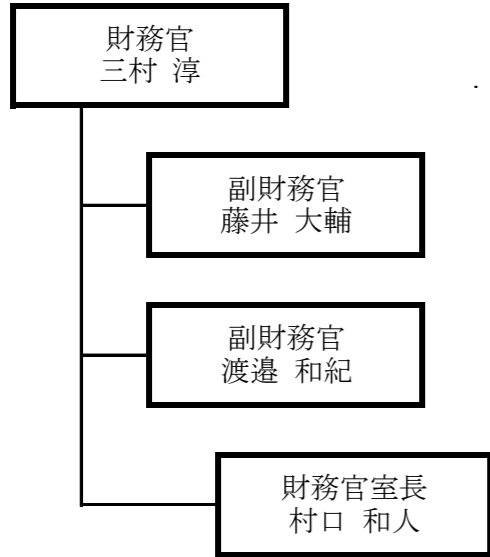 財務官
三村 淳
副財務官
藤井 大輔
副財務官
渡邉 和紀
財務官室長
村口 和人